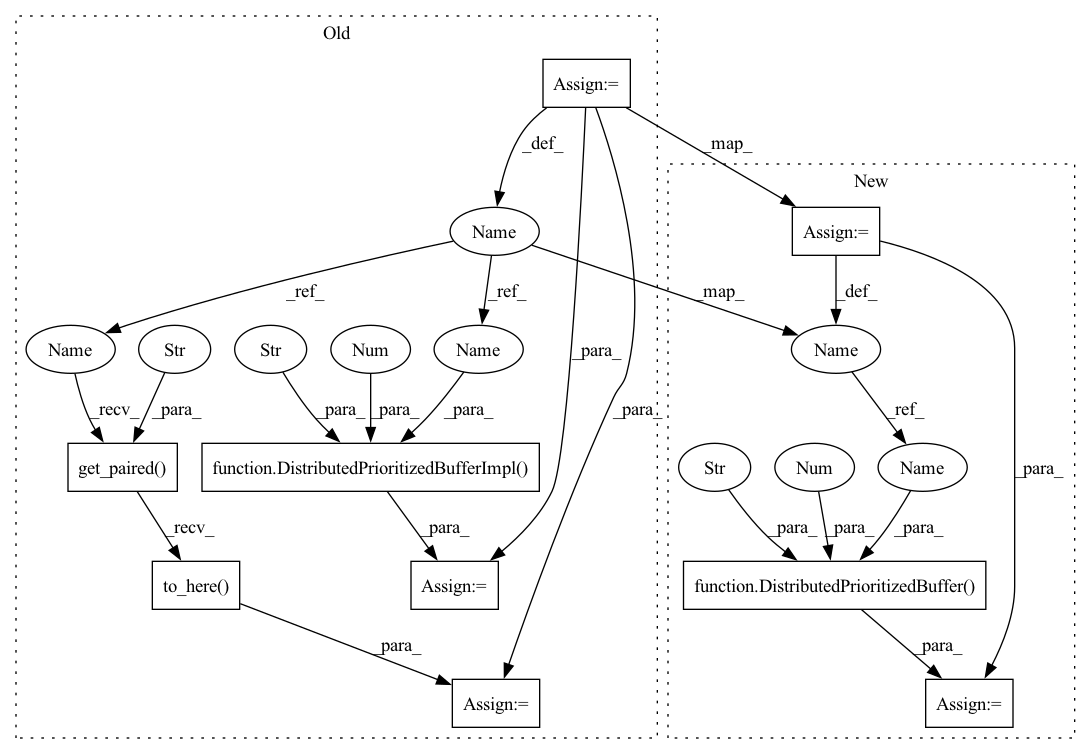 Old
Assign:=
_def_
_map_
New
Name
Assign:=
_ref_
_ref_
_map_
_def_
Name
Str
Str
Num
Name
_para_
Name
_recv_
_para_
_para_
_para_
_para_
_para_
_ref_
get_paired()
function.DistributedPrioritizedBufferImpl()
Str
Num
Name
_para_
_recv_
_para_
_para_
_para_
_para_
to_here()
Assign:=
function.DistributedPrioritizedBuffer()
_para_
_para_
Assign:=
Assign:=